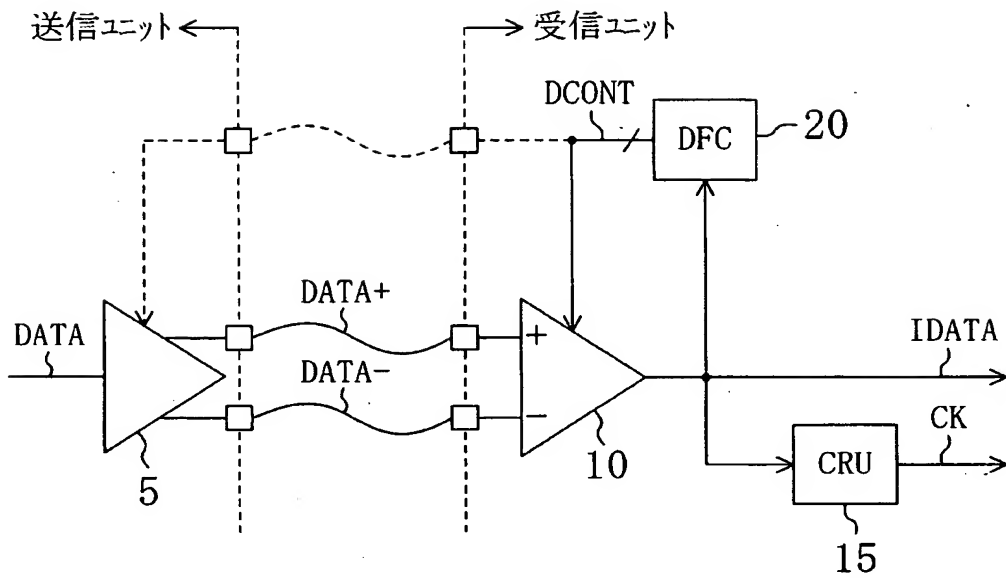 送信ユニット
受信ユニット
DCONT
DFC
20
DATA
DATA+
DATA-
+
-
5
10
IDATA
CK
CRU
15